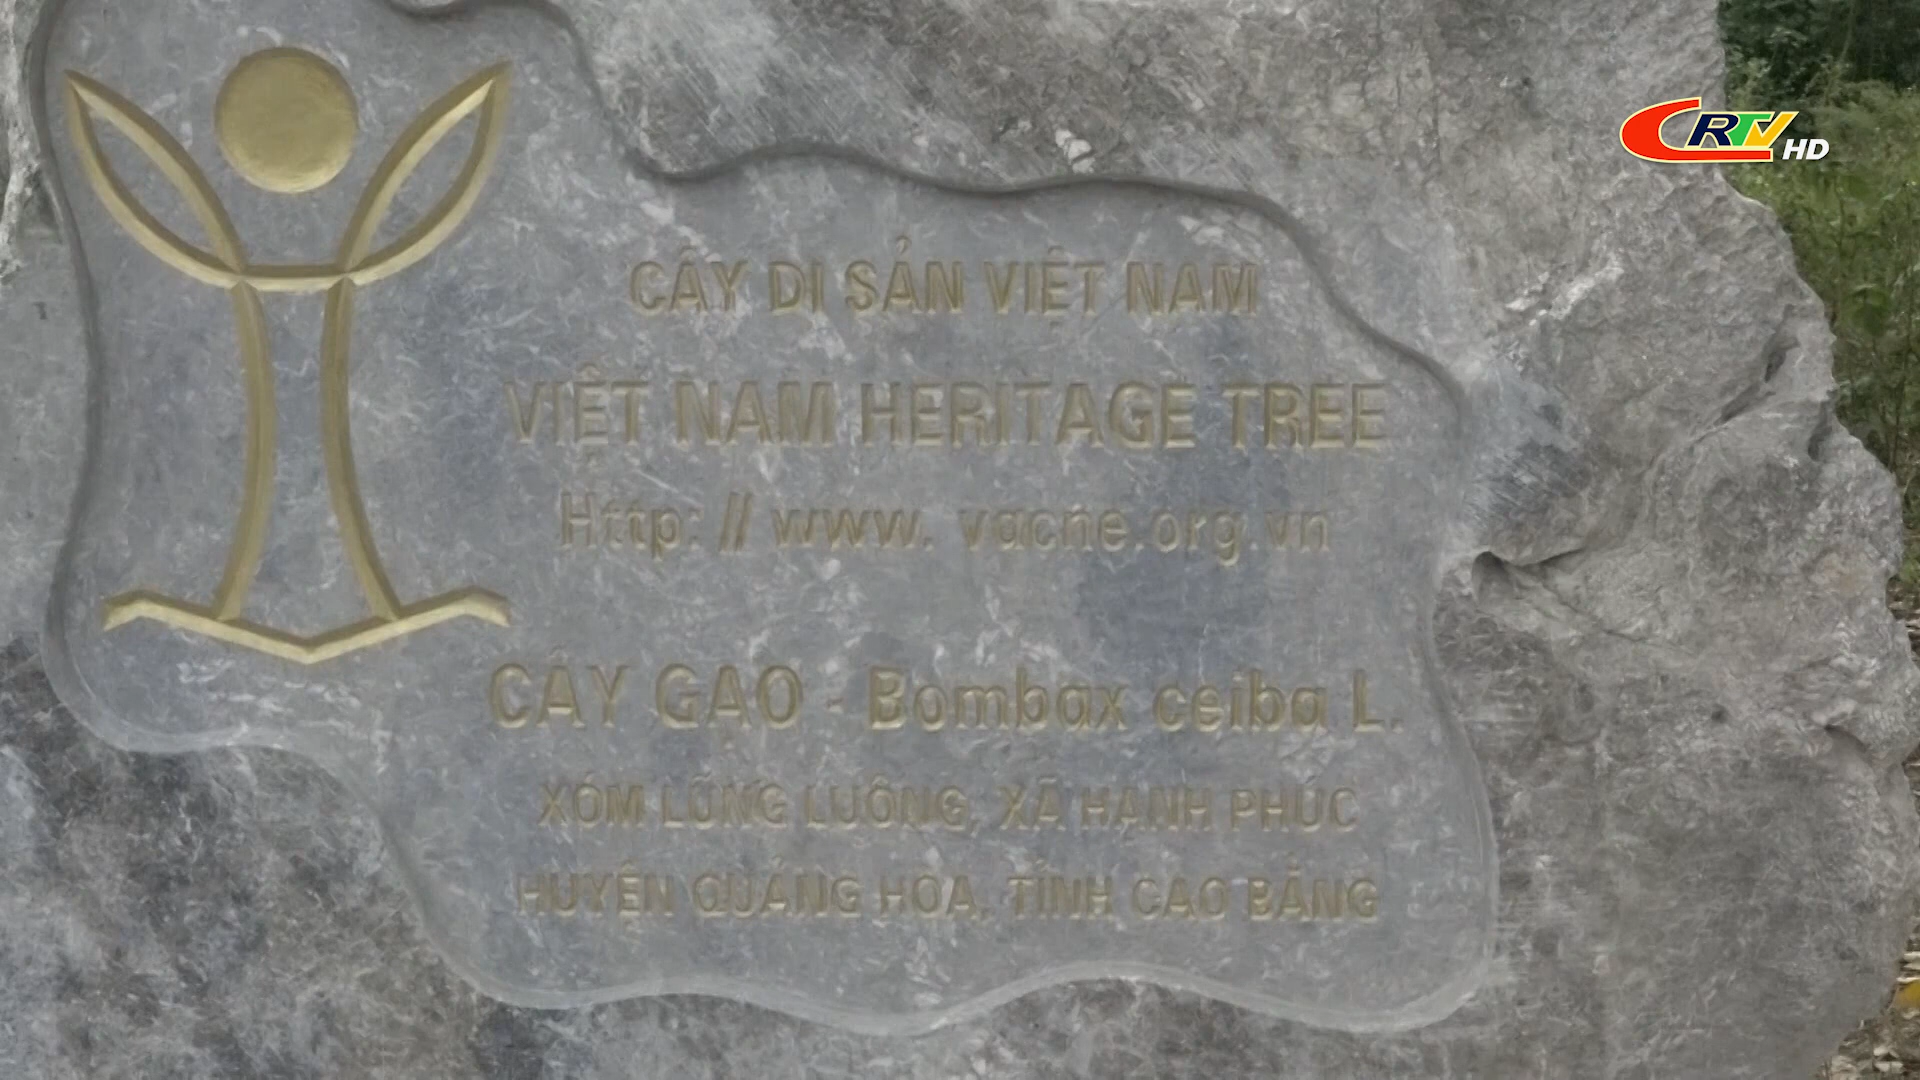 CRTV HD
CÂY DI SẢN VIỆT NAM
VIỆT NAM HERITAGE TREE
Http: // www. vacne.org.vn
CÂY GẠO - Bombax ceiba L.
XÓM LŨNG LUÔNG, XÃ HẠNH PHÚC
HUYỆN QUẢNG HÒA, TỈNH CAO BẰNG